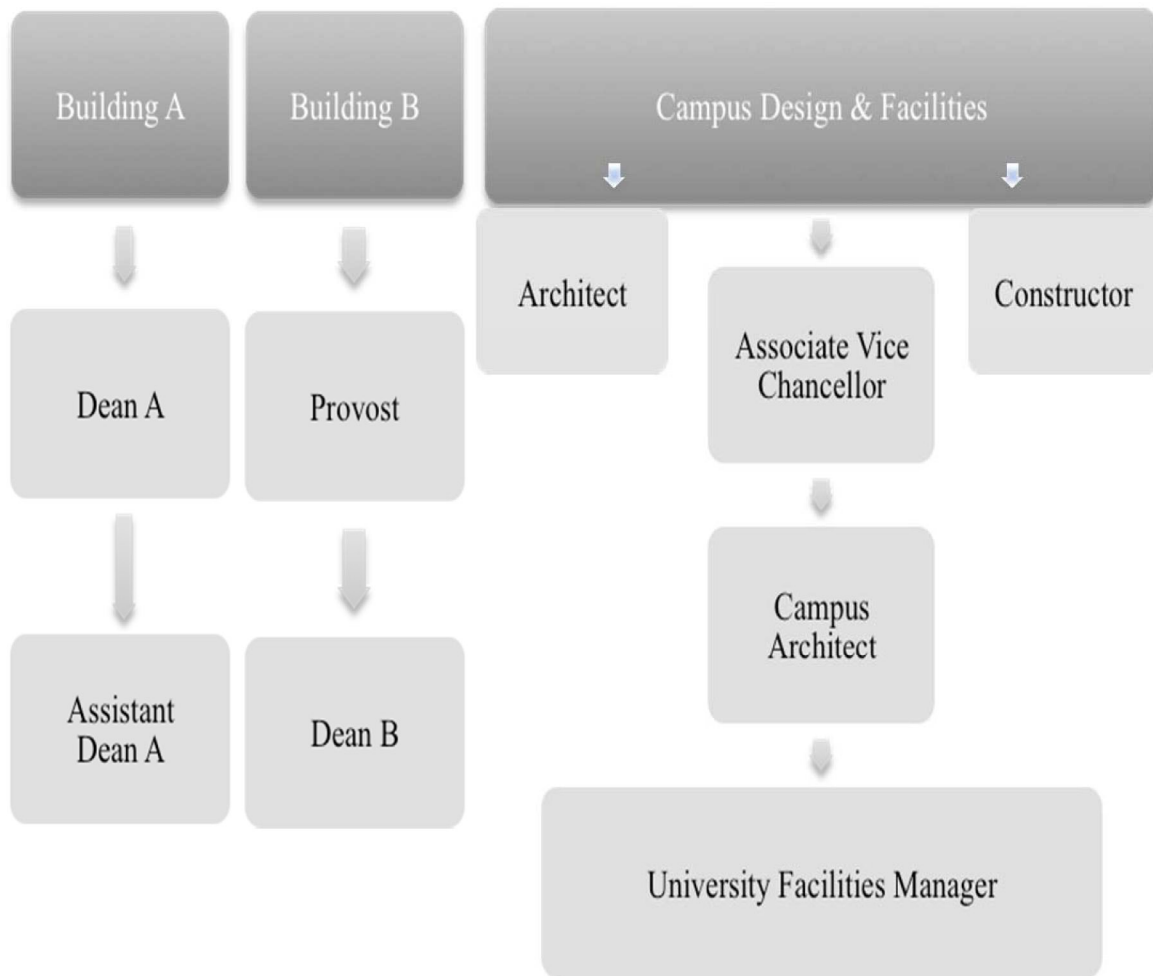 Building A
Building B
Campus Design & Facilities
Architect
Constructor
Associate Vice
Chancellor
Dean A
Provost
Campus
Architect
Assistant
Dean A
Dean B
University Facilities Manager